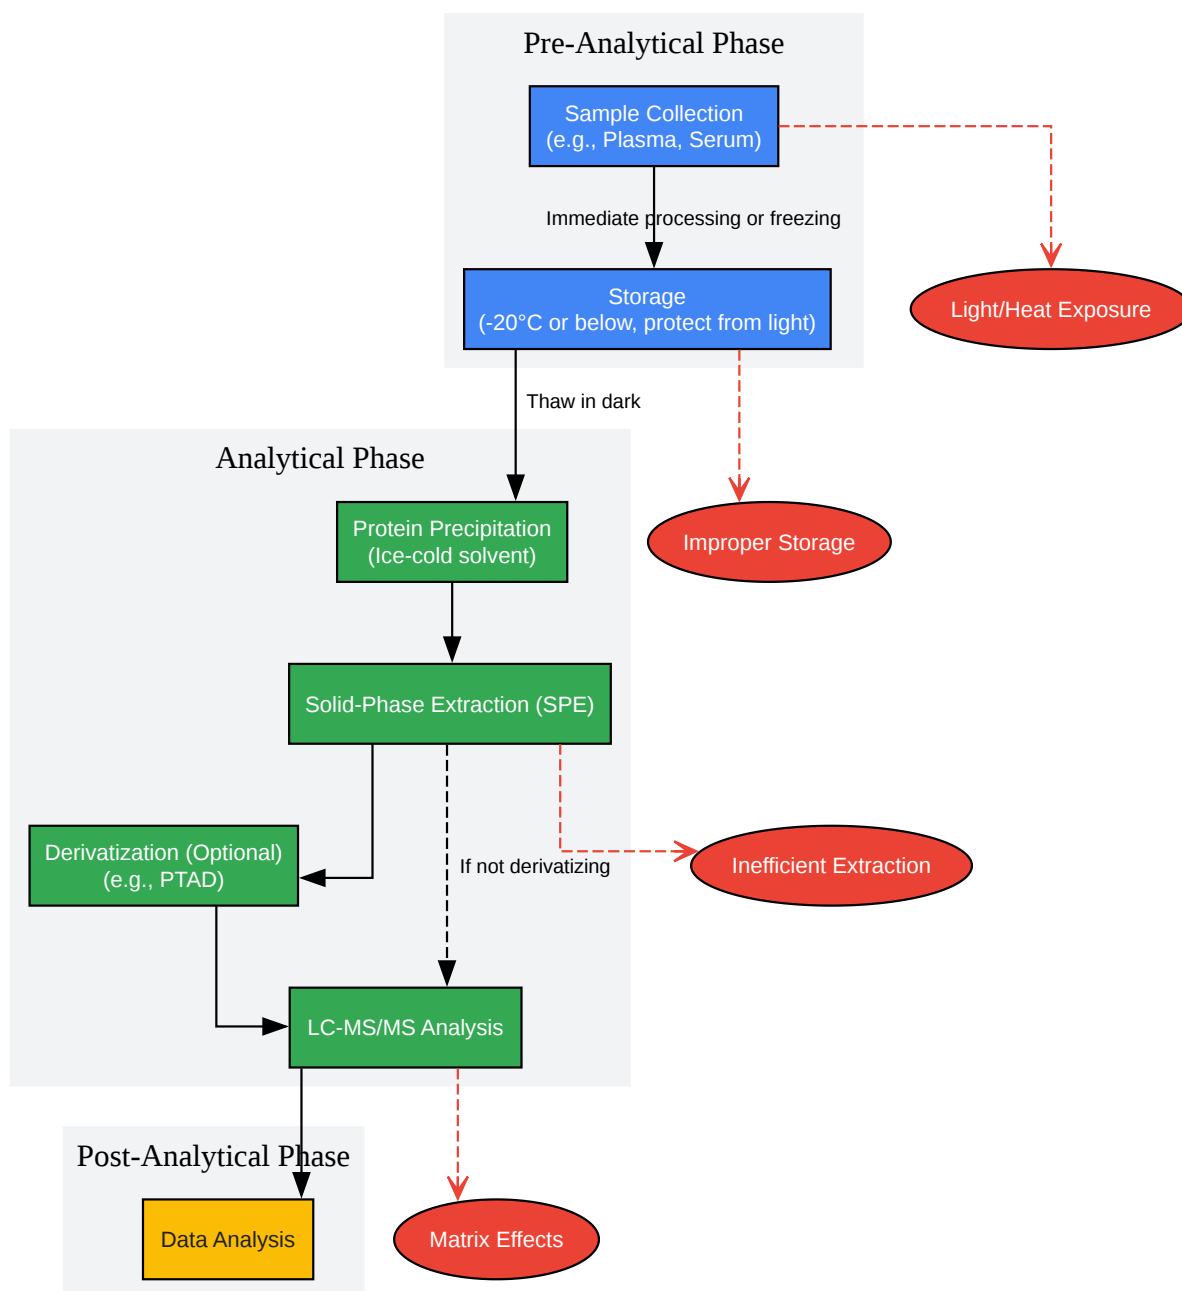 Pre-Analytical Phase
Sample Collection
(e.g., Plasma, Serum)
Immediate processing or freezing
Storage
(-20°C or below, protect from light)
Light/Heat Exposure
Thaw in dark
Analytical Phase
Protein Precipitation
(Ice-cold solvent)
Improper Storage
Solid-Phase Extraction (SPE)
Derivatization (Optional)
(e.g., PTAD)
If not derivatizing
Inefficient Extraction
LC-MS/MS Analysis
Post-Analytical Phase
Data Analysis
Matrix Effects